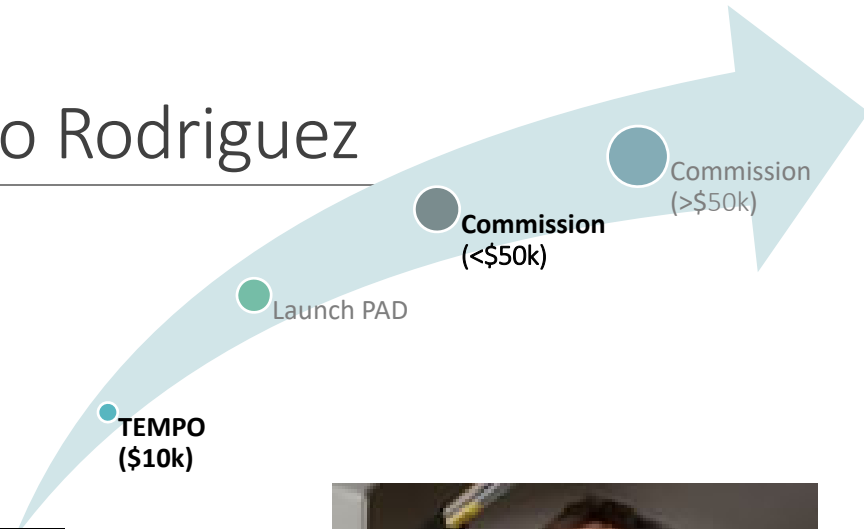 o Rodriguez
Commission
(>$50k)
Commission
(<$50k)
Launch PAD
TEMPO
($10k)